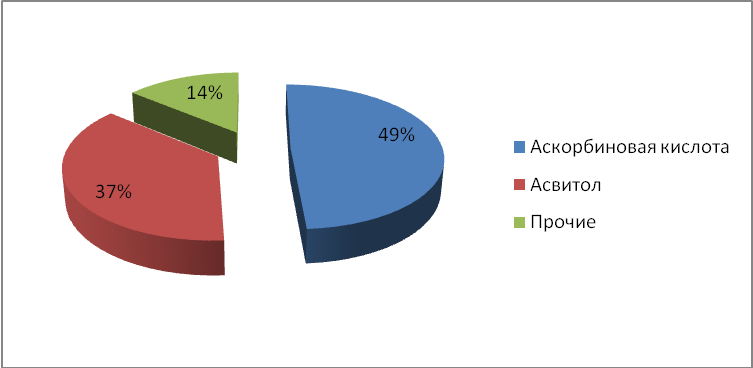 14%
49%
37%
Аскорбиновая кислота
Асвитол
Прочие